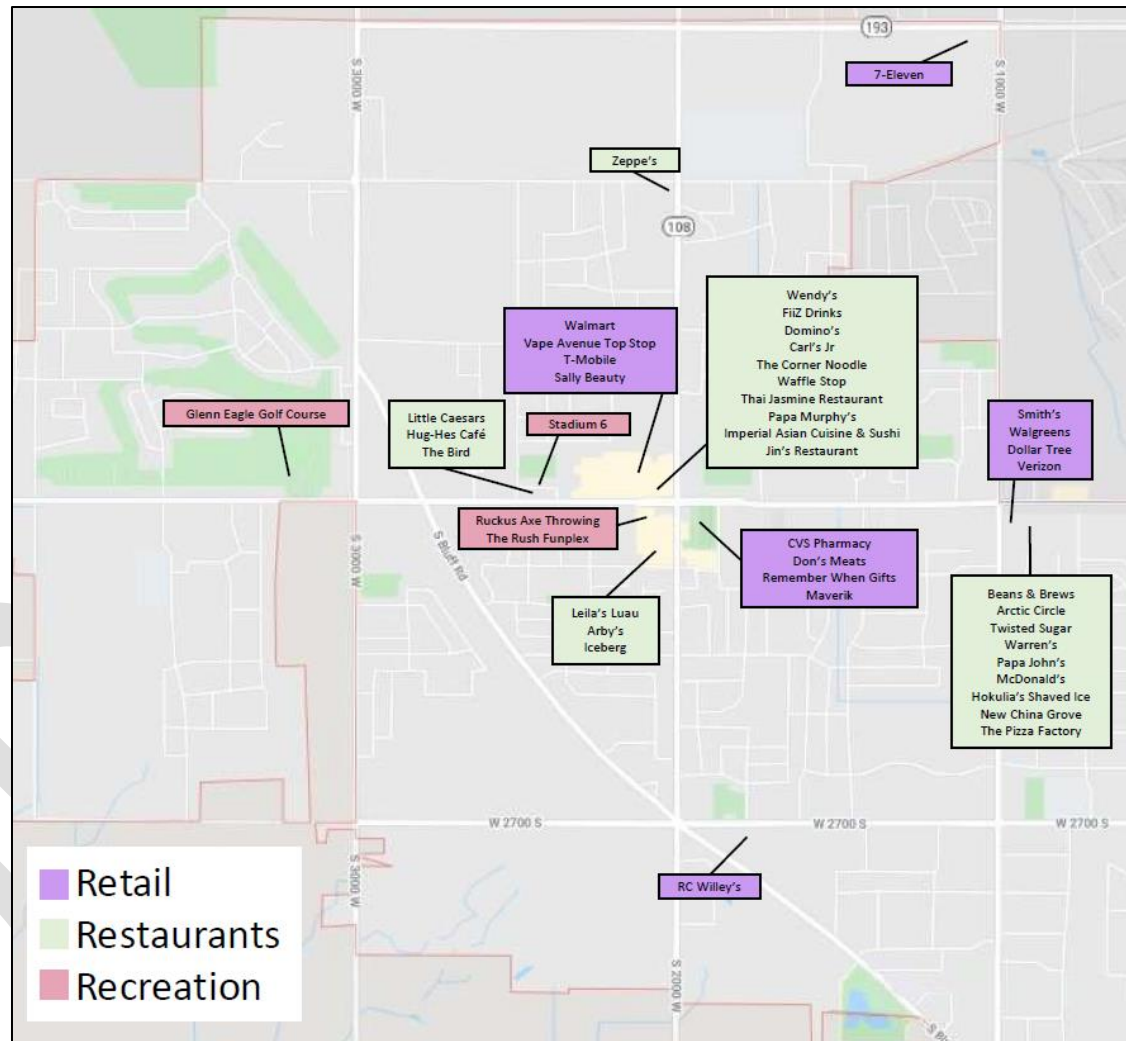 193
S 3000 W
S 1000 W
7-Eleven
Zeppe's
108
Wendy's
FiiZ Drinks
Domino's
Carl's Jr
The Corner Noodle
Waffle Stop
Thai Jasmine Restaurant
Papa Murphy's
Imperial Asian Cuisine & Sushi
Jin's Restaurant
Walmart
Vape Avenue Top Stop
T-Mobile
Sally Beauty
Glenn Eagle Golf Course
Little Caesars
Hug-Hes Café
The Bird
Stadium 6
Smith's
Walgreens
Dollar Tree
Verizon
Ruckus Axe Throwing
The Rush Funplex
S 3000 W
S Bluff Rd
CVS Pharmacy
Don's Meats
Remember When Gifts
Maverik
Leila's Luau
Arby's
Iceberg
Beans & Brews
Arctic Circle
Twisted Sugar
Warren's
Papa John's
McDonald's
Hokulia's Shaved Ice
New China Grove
The Pizza Factory
W 2700 S
W 2700 S
W 2700 S
S 3000 W
RC Willey's
S 2000 W
S Bl
Retail
Restaurants
Recreation